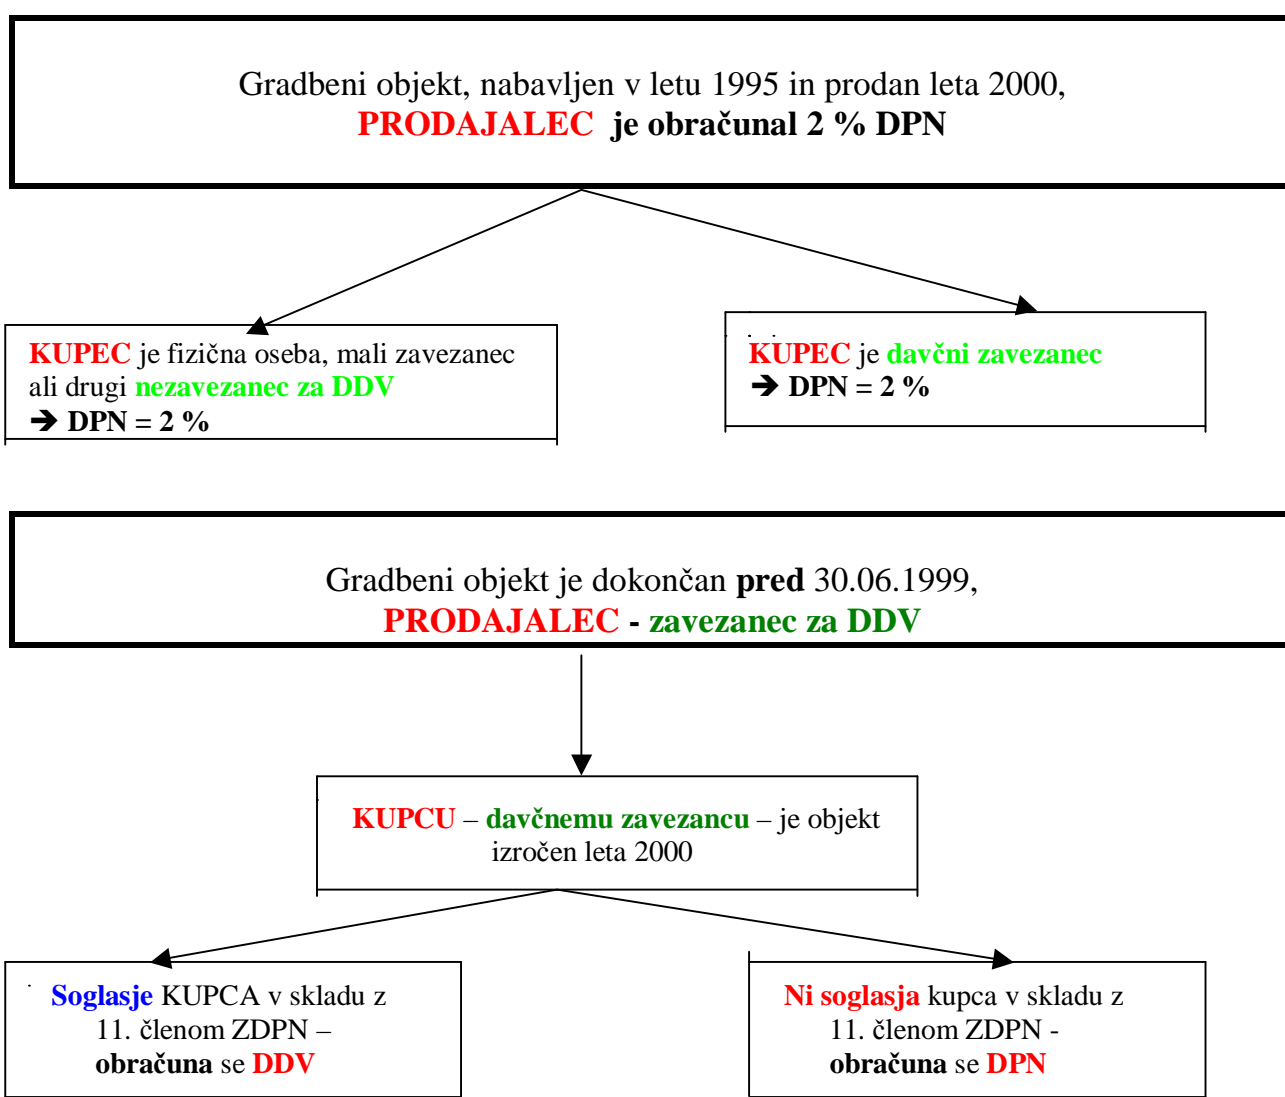 Gradbeni objekt, nabavljen v letu 1995 in prodan leta 2000,
PRODAJALEC je obračunal 2 % DPN
KUPEC je fizična oseba, mali zavezanec
ali drugi nezavezanec za DDV
➔ DPN = 2 %
KUPEC je davčni zavezanec
➔ DPN = 2 %
Gradbeni objekt je dokončan pred 30.06.1999,
PRODAJALEC - zavezanec za DDV
KUPCU – davčnemu zavezancu – je objekt
izročen leta 2000
Soglasje KUPCA v skladu z
11. členom ZDPN –
obračuna se DDV
Ni soglasja kupca v skladu z
11. členom ZDPN -
obračuna se DPN